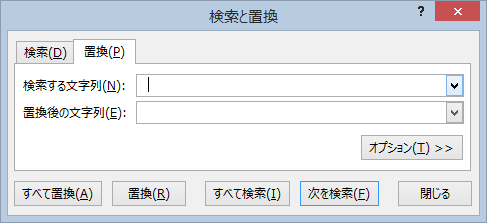 検索と置換
?
検索(D) 置換(P)
検索する文字列(N):
置換後の文字列(E):
オプション(T) >>
すべて置換(A) 置換(R) すべて検索(I) 次を検索(F) 閉じる